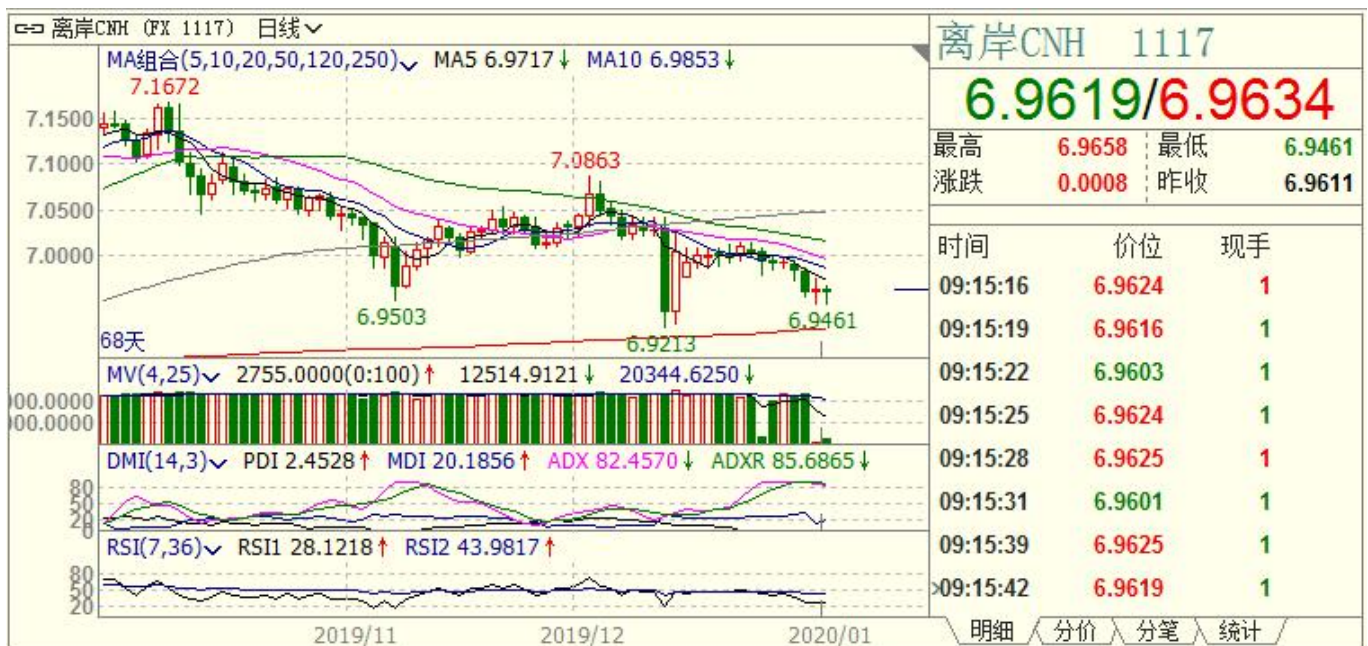 离岸CNH (FX 1117) 日线
MA组合(5,10,20,50,120,250) MA5 6.9717↓ MA10 6.9853↓
7.1672
7.1500
7.1000
7.0863
7.0500
7.0000
6.9503
6.9461
6.9213
68天
MV(4,25) 2755.0000(0:100)↑ 12514.9121↓ 20344.6250↓
000.0000
000.0000
DMI(14,3) PDI 2.4528↑ MDI 20.1856↑ ADX 82.4570↓ ADXR 85.6865↓
80
50
20
0
RSI(7,36) RSI1 28.1218↑ RSI2 43.9817↑
80
50
20
2019/11 2019/12 2020/01
离岸CNH 1117
6.9619/6.9634
最高 6.9658 最低 6.9461
涨跌 0.0008 昨收 6.9611
时间 价位 现手
09:15:16 6.9624 1
09:15:19 6.9616 1
09:15:22 6.9603 1
09:15:25 6.9624 1
09:15:28 6.9625 1
09:15:31 6.9601 1
09:15:39 6.9625 1
09:15:42 6.9619 1
明细 分价 分笔 统计